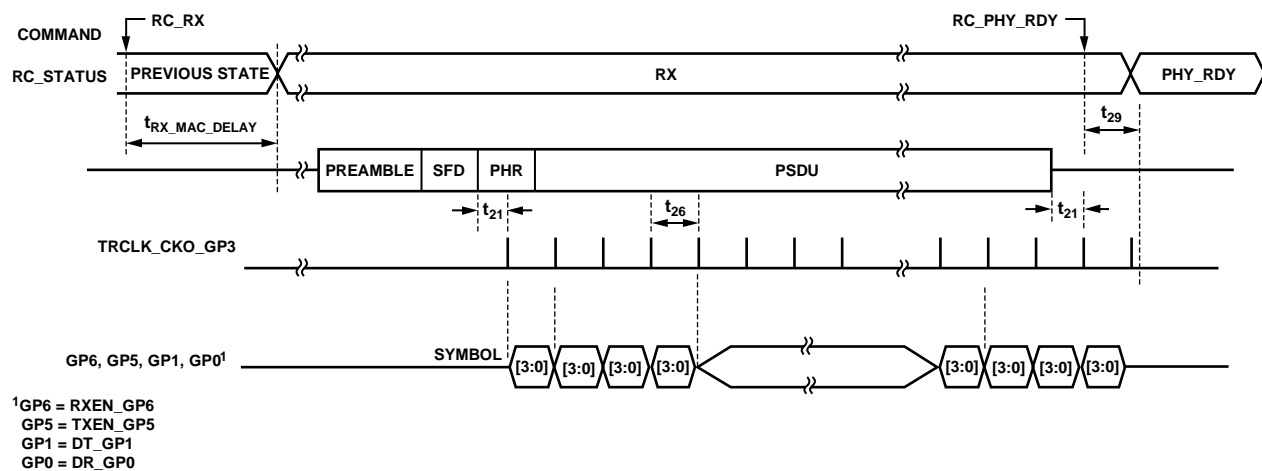 COMMAND
RC_RX
RC_PHY_RDY
RC_STATUS
PREVIOUS STATE
RX
PHY_RDY
tRX_MAC_DELAY
t29
PREAMBLE
SFD
PHR
PSDU
t21
t26
t21
TRCLK_CKO_GP3
GP6, GP5, GP1, GP0¹
SYMBOL
[3:0]
[3:0]
[3:0]
[3:0]
[3:0]
[3:0]
[3:0]
[3:0]
¹GP6 = RXEN_GP6
GP5 = TXEN_GP5
GP1 = DT_GP1
GP0 = DR_GP0